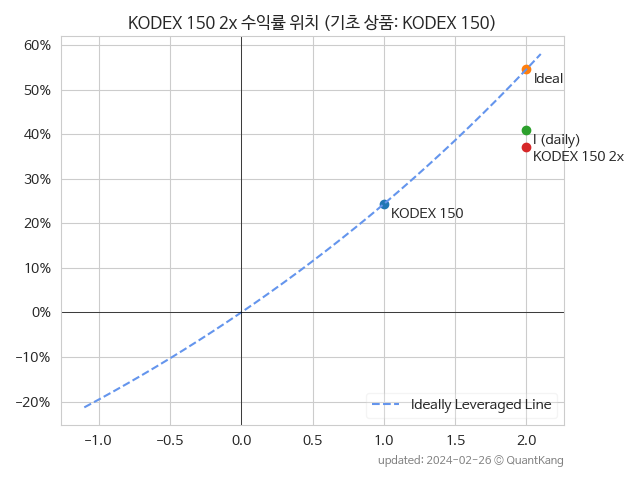 KODEX 150 2x 수익률 위치 (기초 상품: KODEX 150)
60%
50%
40%
30%
20%
10%
0%
-10%
-20%
Ideal
I (daily)
KODEX 150 2x
KODEX 150
Ideally Leveraged Line
-1.0 -0.5 0.0 0.5 1.0 1.5 2.0
updated: 2024-02-26 © QuantKang